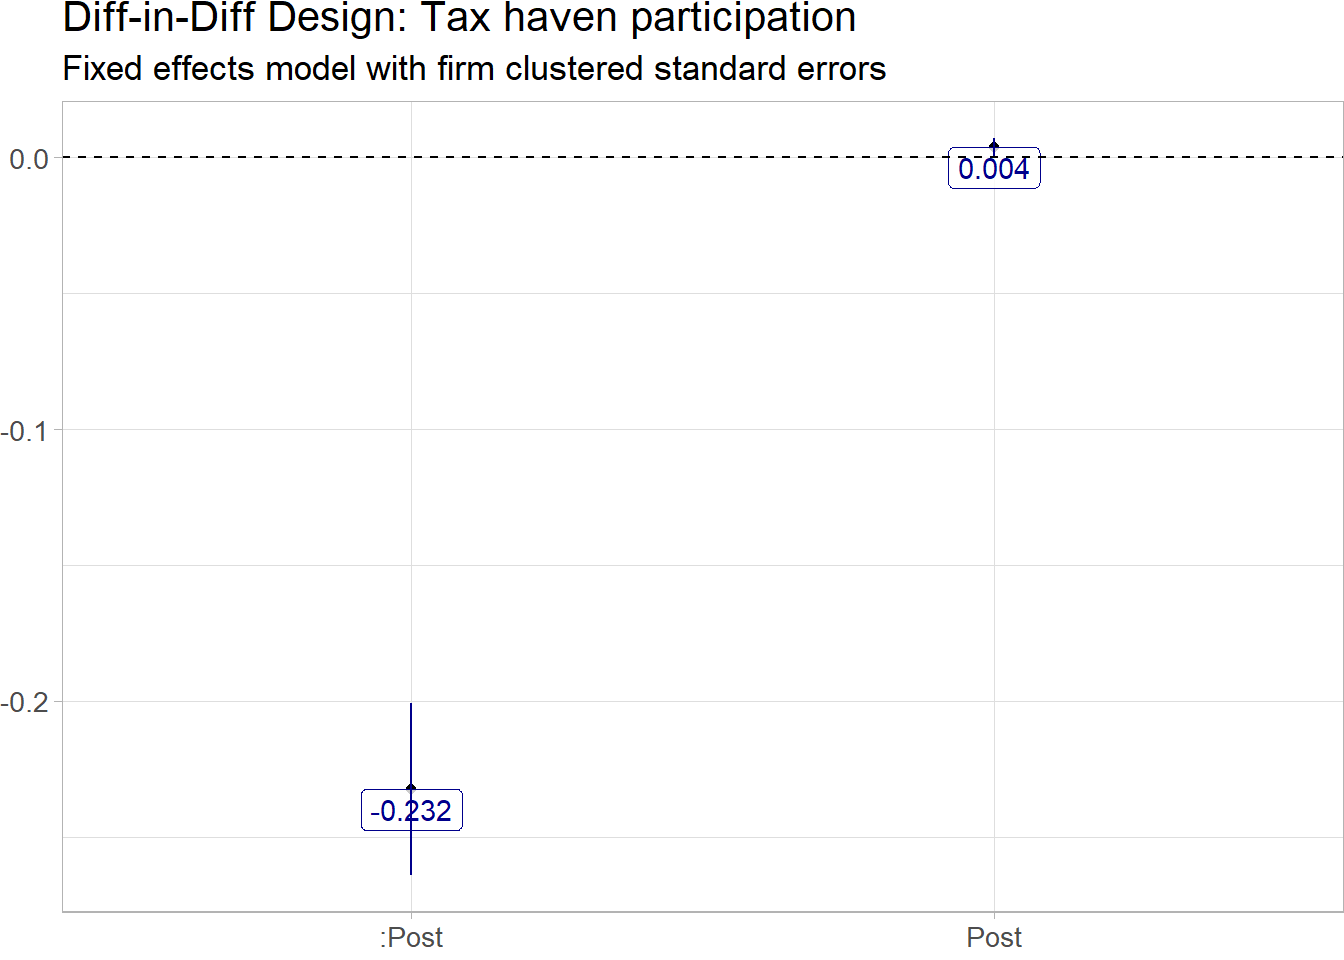 Diff-in-Diff Design: Tax haven participation
Fixed effects model with firm clustered standard errors
0.0
0.004
-0.1
-0.2
-0.232
:Post
Post